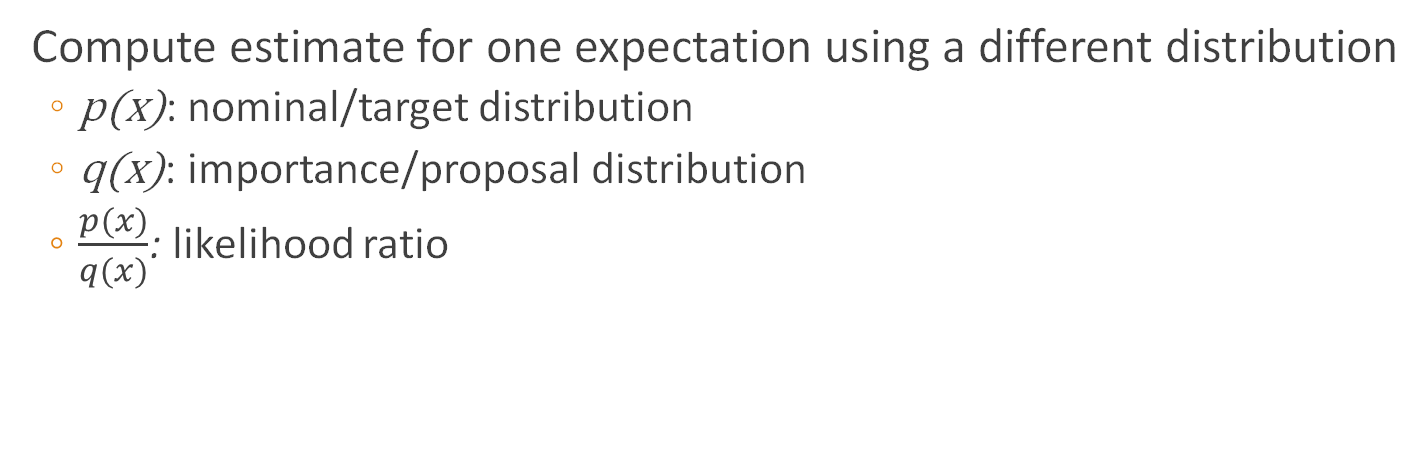 Compute estimate for one expectation using a different distribution
◦ p(x): nominal/target distribution
◦ q(x): importance/proposal distribution
◦ p(x)/q(x): likelihood ratio